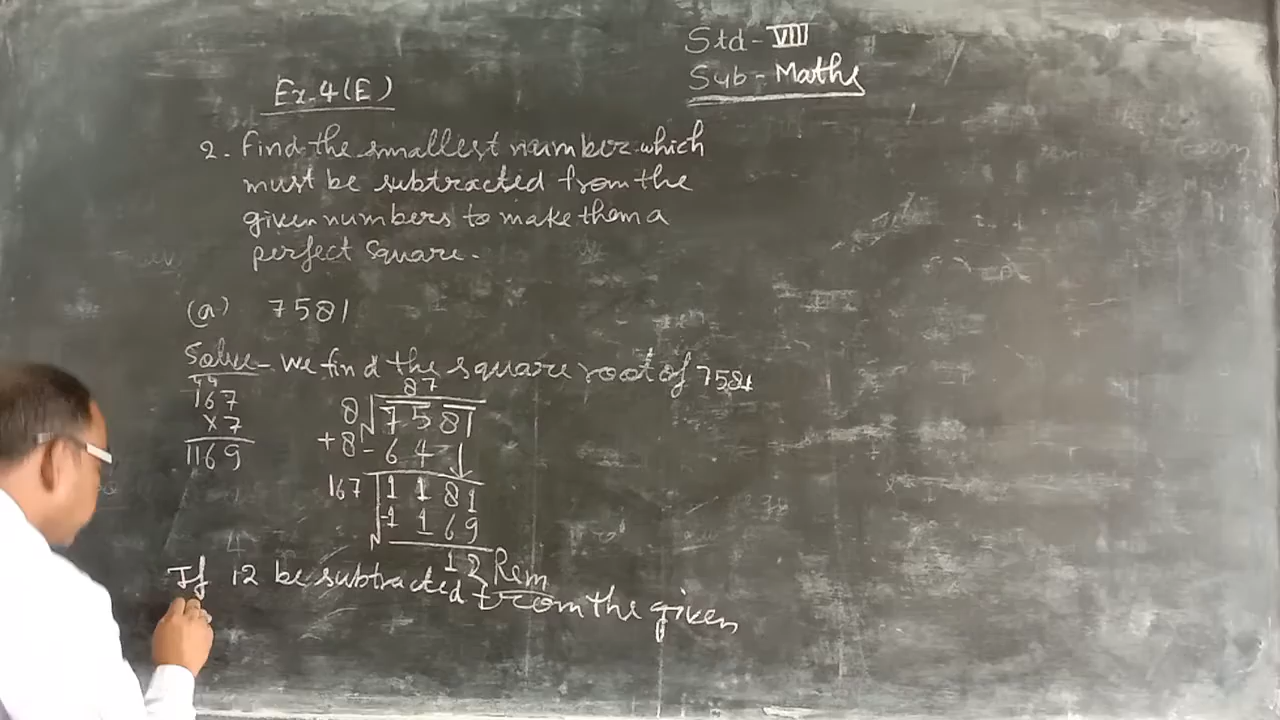 Std - VII
Sub - Maths
Ex. 4(E)
2. Find the smallest number which
must be subtracted from the
given numbers to make them a
perfect square.
(a) 7581
Solve - We find the square root of 7581
87
8 7581
+8 - 64
167 1181
-1169
12 Rem
167
×7
1169
If 12 be subtracted from the given